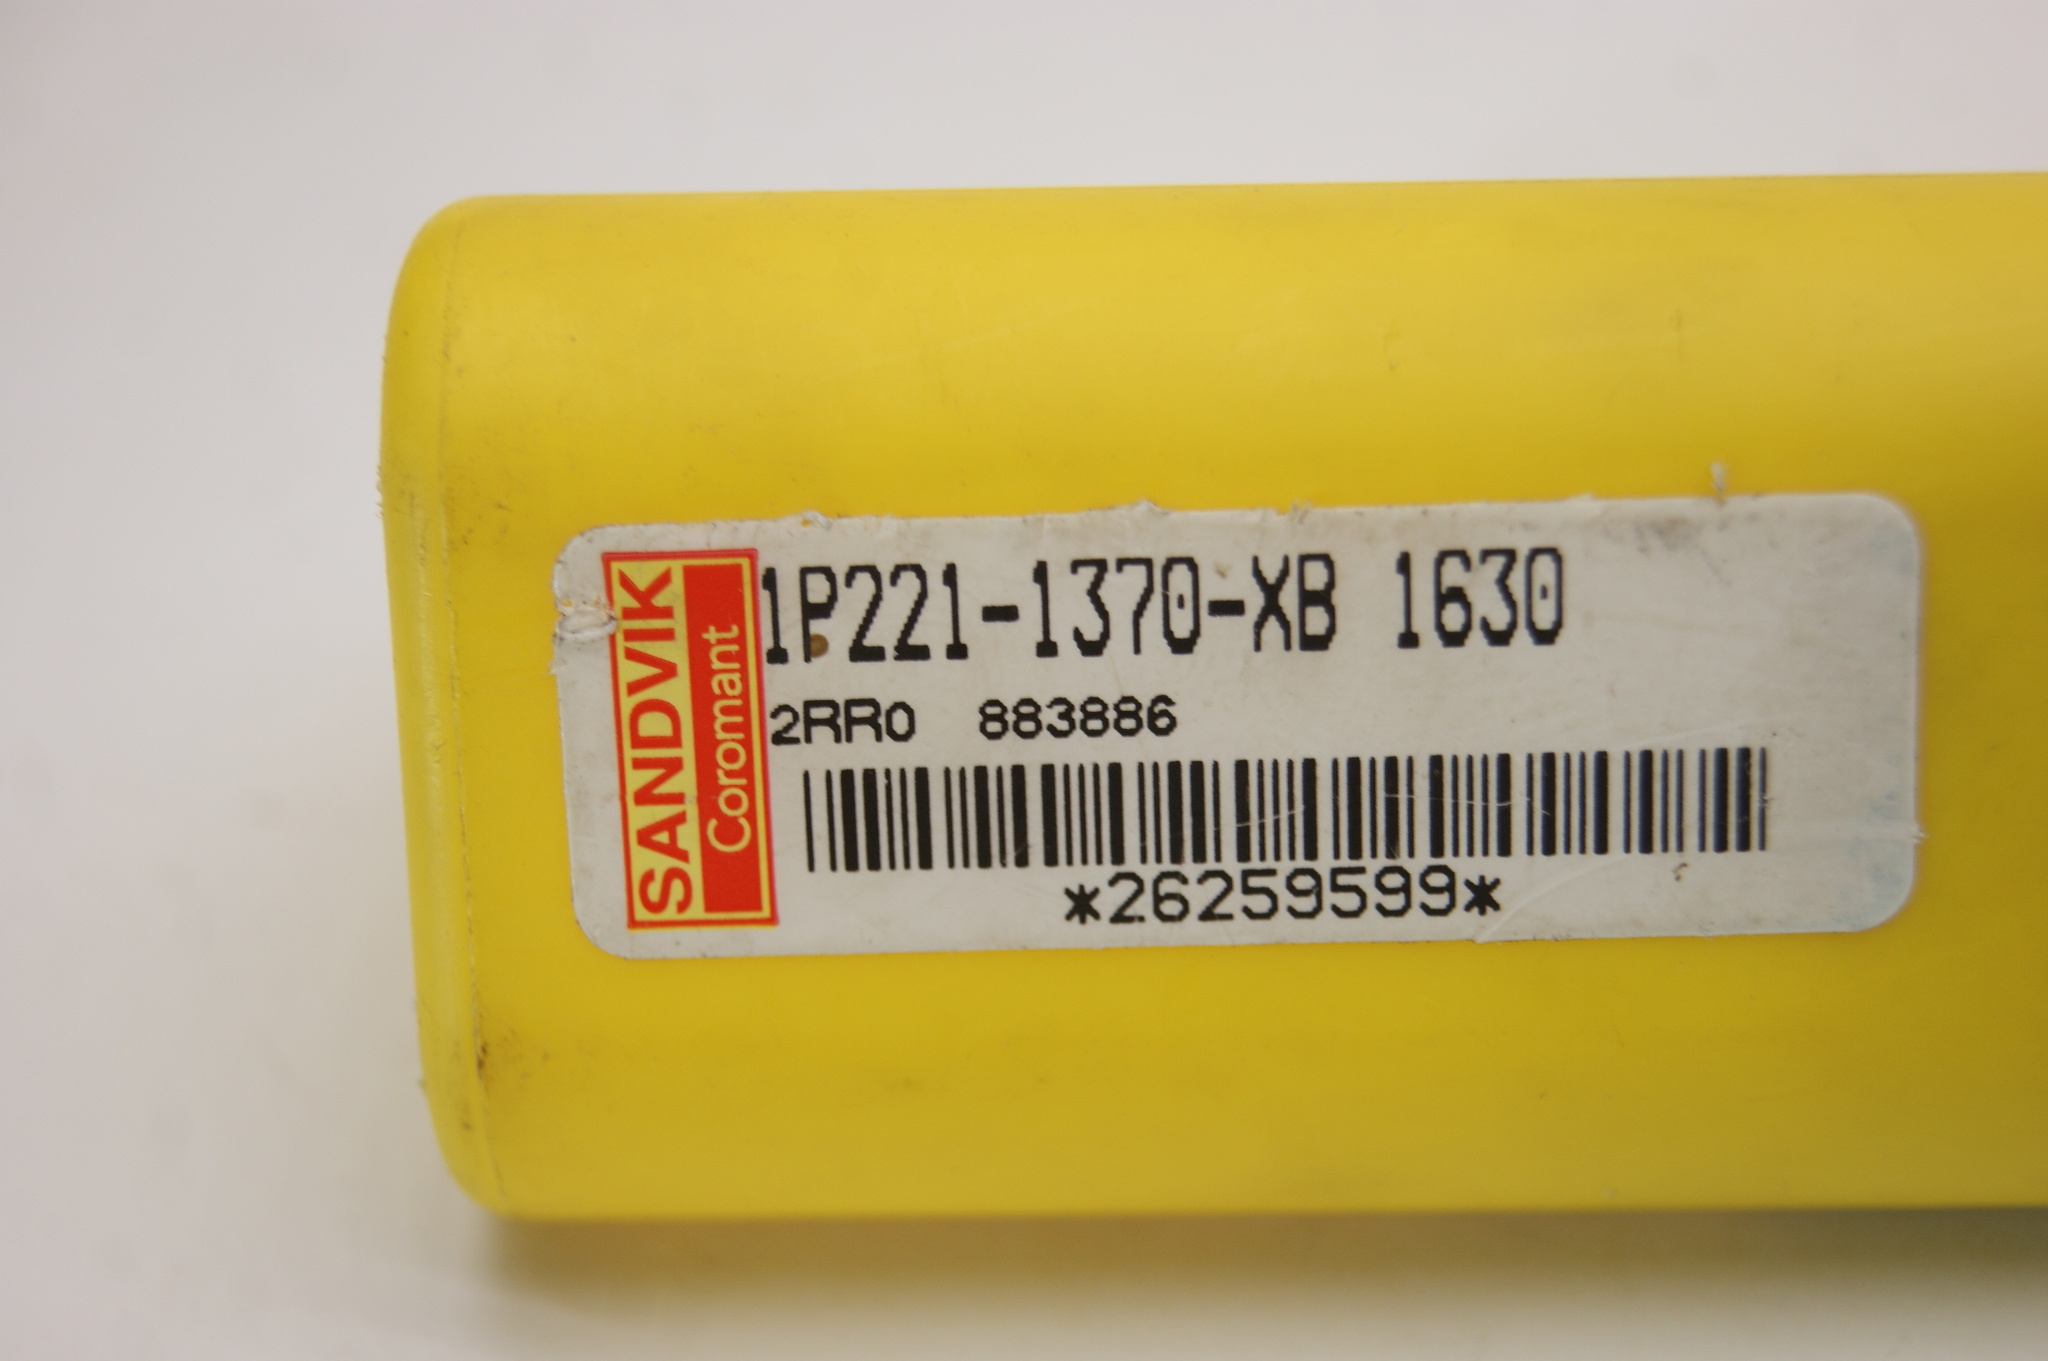 SANDVIK
Coromant
1P221-1370-XB 1630
2RR0 883886
*26259599*